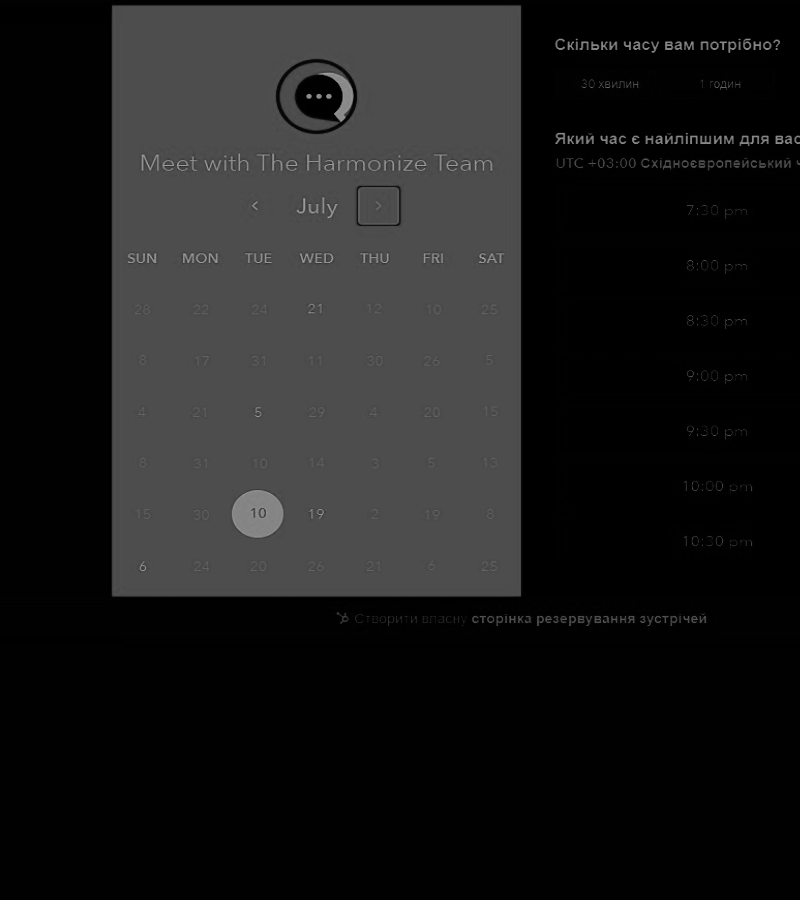 Meet with The Harmonize Team
July
SUN MON TUE WED THU FRI SAT
28 22 24 21 12 10 25
8 17 31 11 30 26 5
4 21 5 29 4 20 15
8 31 10 14 3 5 13
15 30 10 19 2 19 8
6 24 20 26 21 6 25
Скільки часу вам потрібно?
30 хвилин 1 годин
Який час є найліпшим для вас
UTC +03:00 Східноєвропейський ч
7:30 pm
8:00 pm
8:30 pm
9:00 pm
9:30 pm
10:00 pm
10:30 pm
Створити власну сторінка резервування зустрічей